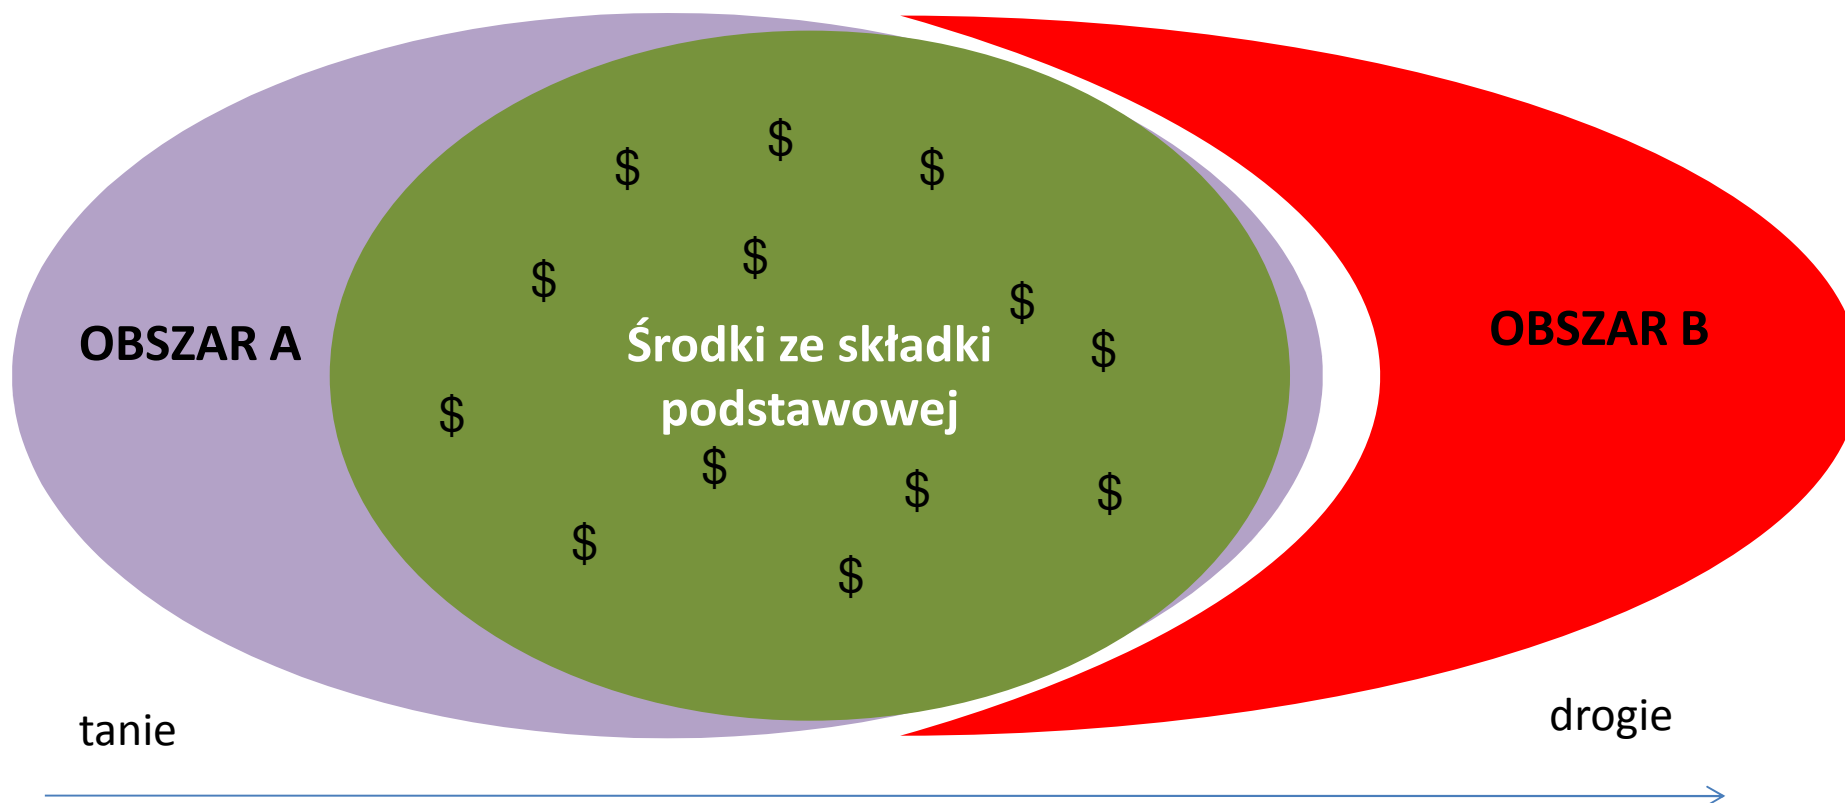 $
$
$
$
$
$
OBSZAR A
Środki ze składki
podstawowej
$
OBSZAR B
$
$
$
$
$
$
tanie
drogie